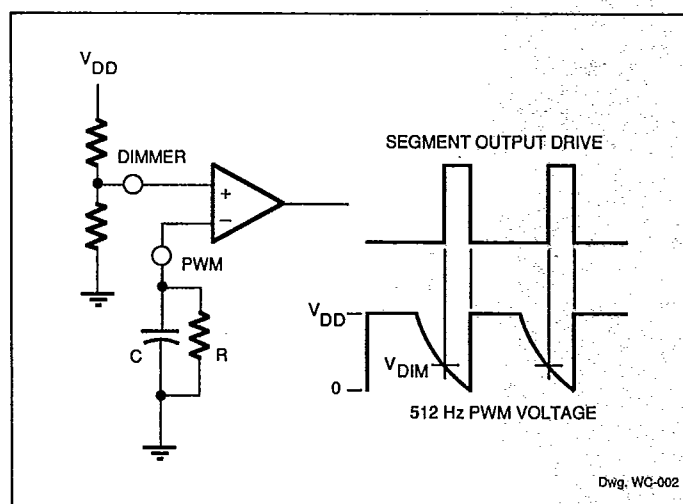 VDD
DIMMER
+
−
PWM
C
R
SEGMENT OUTPUT DRIVE
VDD
VDIM
0
512 Hz PWM VOLTAGE
Dwg. WC-002